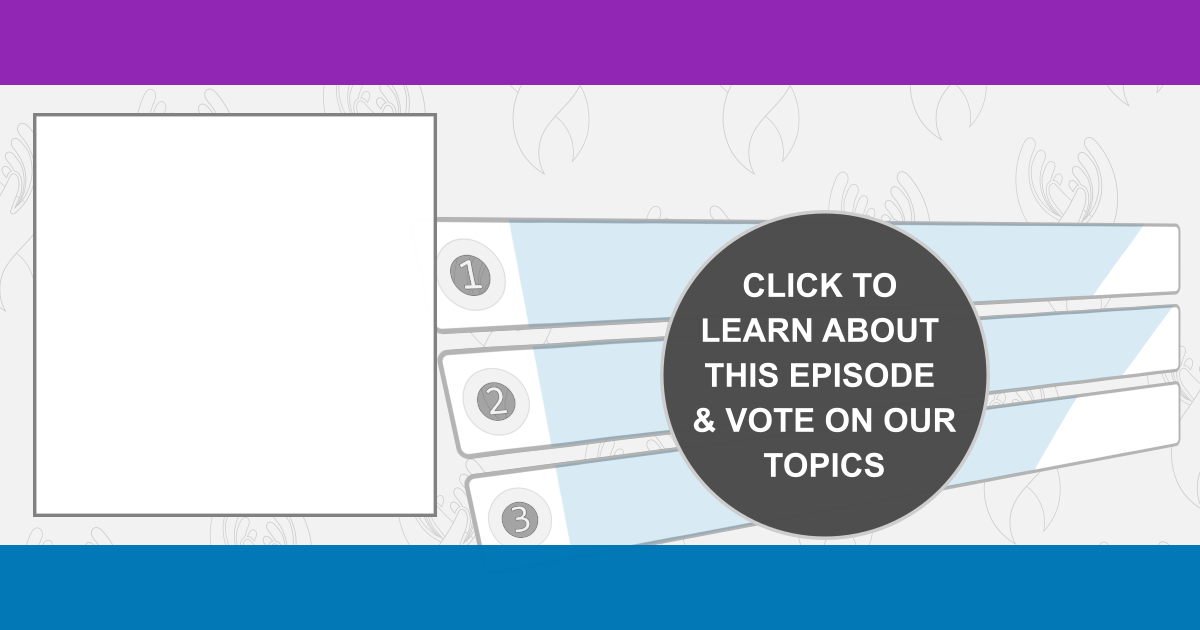 1
2
3
CLICK TO
LEARN ABOUT
THIS EPISODE
& VOTE ON OUR
TOPICS